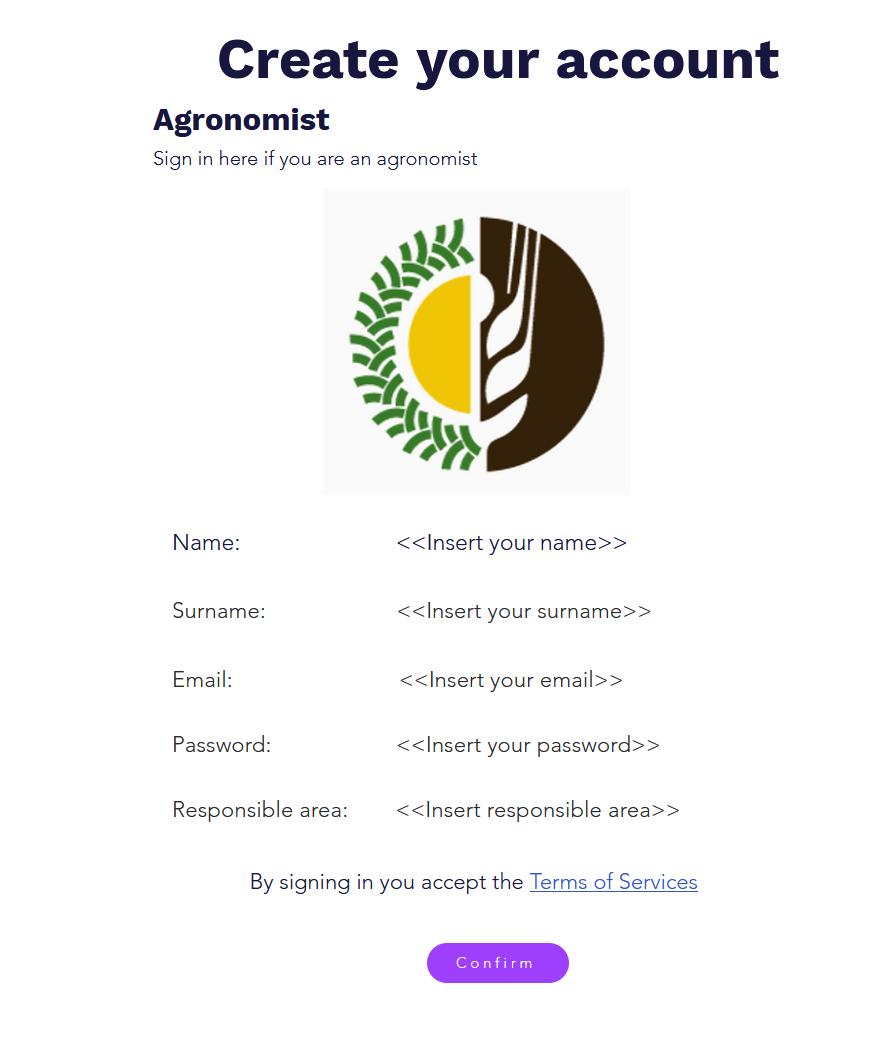 Create your account
Agronomist
Sign in here if you are an agronomist
Name: <<Insert your name>>
Surname: <<Insert your surname>>
Email: <<Insert your email>>
Password: <<Insert your password>>
Responsible area: <<Insert responsible area>>
By signing in you accept the Terms of Services
Confirm